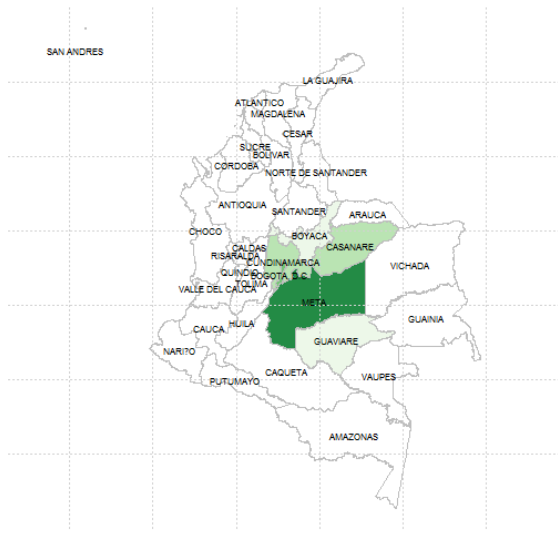 SAN ANDRES
LA GUAJIRA
ATLANTICO
MAGDALENA
CESAR
SUCRE
BOLIVAR
CORDOBA
NORTE DE SANTANDER
ANTIOQUIA
SANTANDER
ARAUCA
CHOCO
BOYACA
CALDAS
CASANARE
RISARALDA
CUNDINAMARCA
VICHADA
QUINDIO
BOGOTA. D.C.
TOLIMA
VALLE DEL CAUCA
META
GUAINIA
HUILA
CAUCA
GUAVIARE
NARI?O
CAQUETA
VAUPES
PUTUMAYO
AMAZONAS